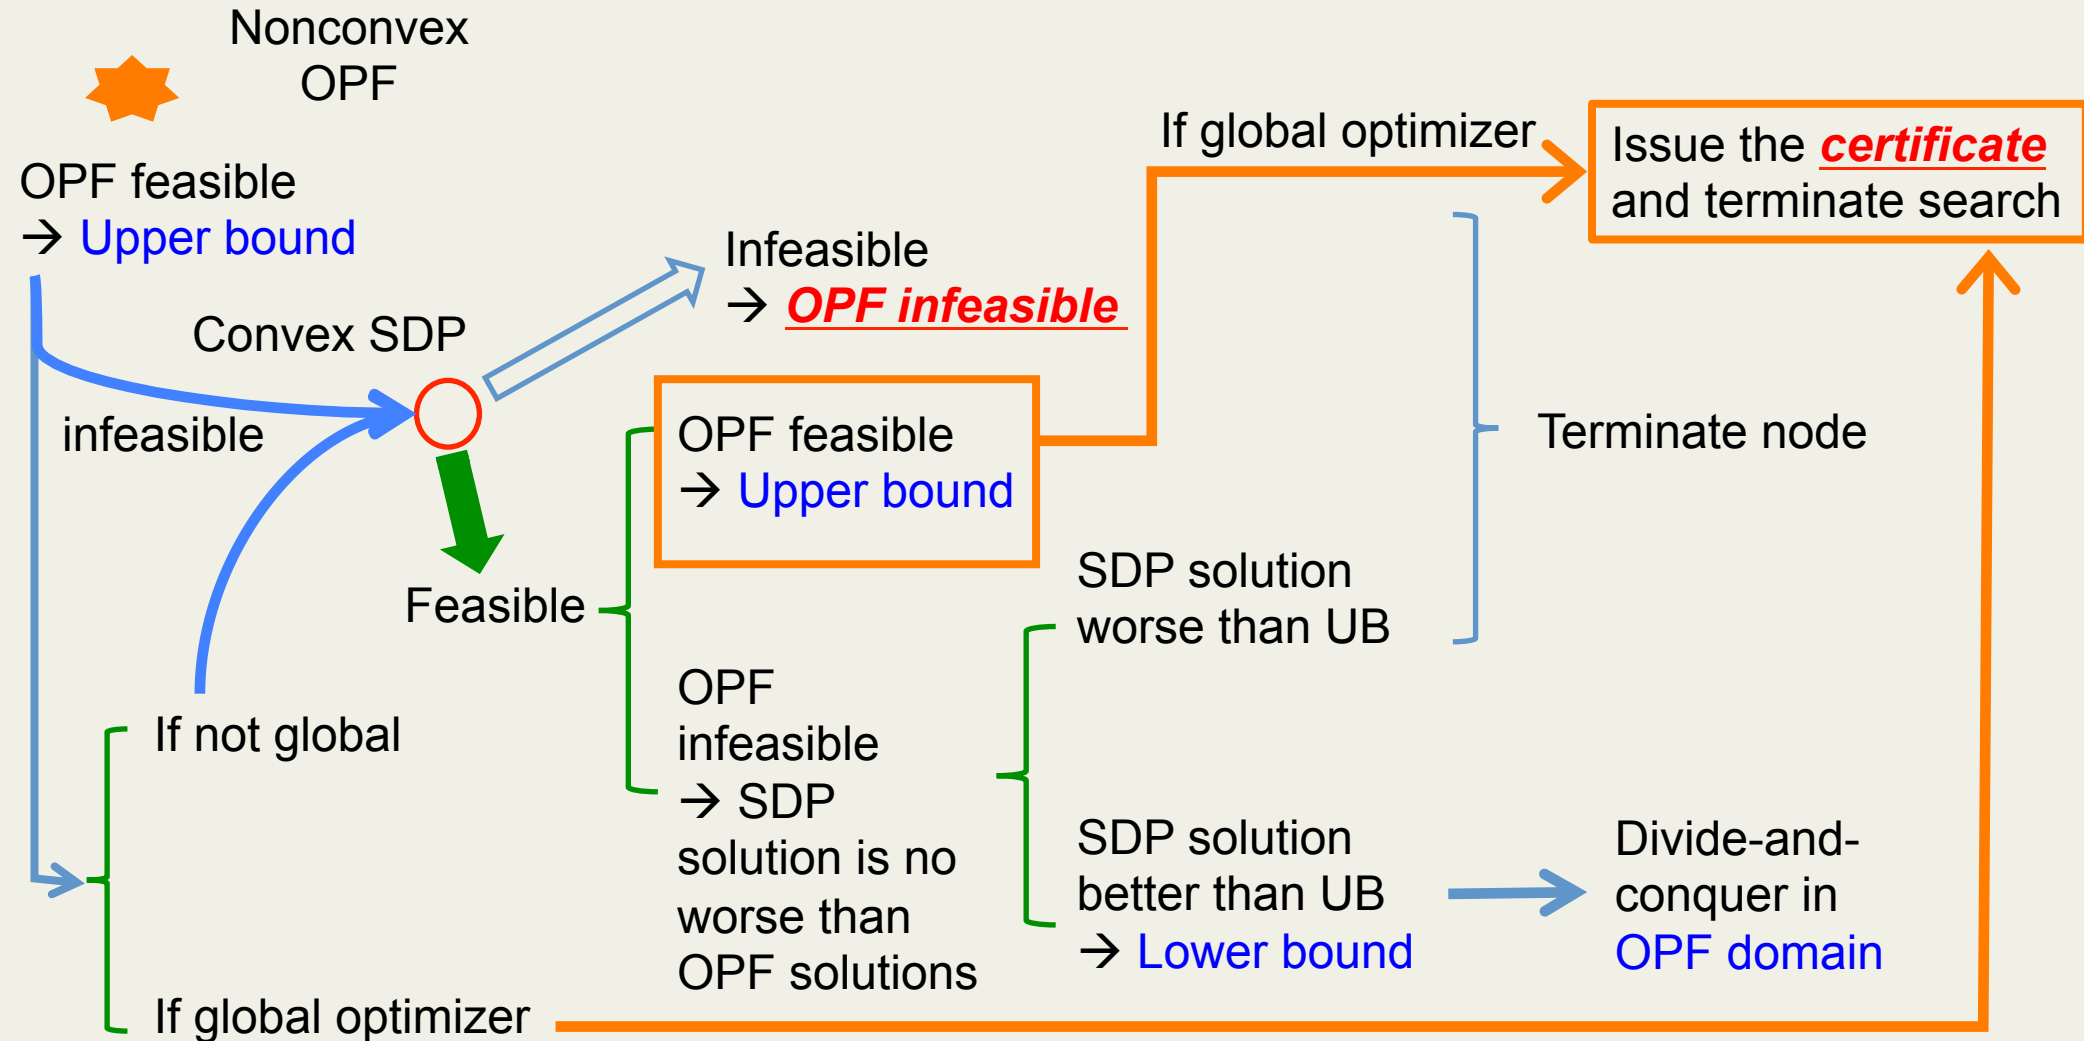 Nonconvex
OPF
OPF feasible
→ Upper bound
If global optimizer
Issue the certificate
and terminate search
Infeasible
→ OPF infeasible
Convex SDP
infeasible
OPF feasible
→ Upper bound
Terminate node
Feasible
SDP solution
worse than UB
OPF
infeasible
→ SDP
solution is no
worse than
OPF solutions
If not global
SDP solution
better than UB
→ Lower bound
Divide-and-
conquer in
OPF domain
If global optimizer